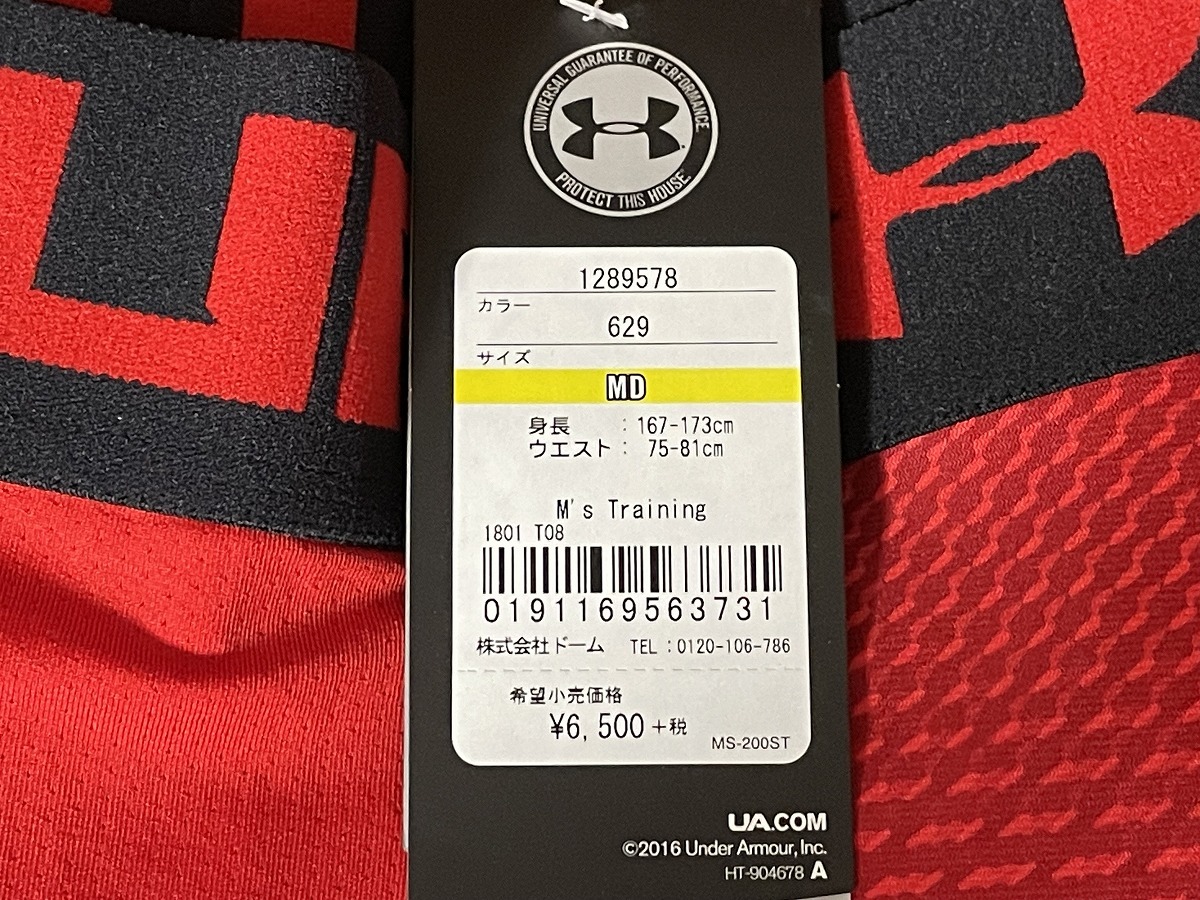 UNIVERSAL GUARANTEE OF PERFORMANCE.
PROTECT THIS HOUSE.
1289578
カラー
629
サイズ
MD
身長 : 167-173cm
ウエスト : 75-81cm
M's Training
1801 T08
0191169563731
株式会社ドーム TEL:0120-106-786
希望小売価格
¥6,500+税
MS-200ST
UA.COM
©2016 Under Armour, Inc.
HT-904678 A